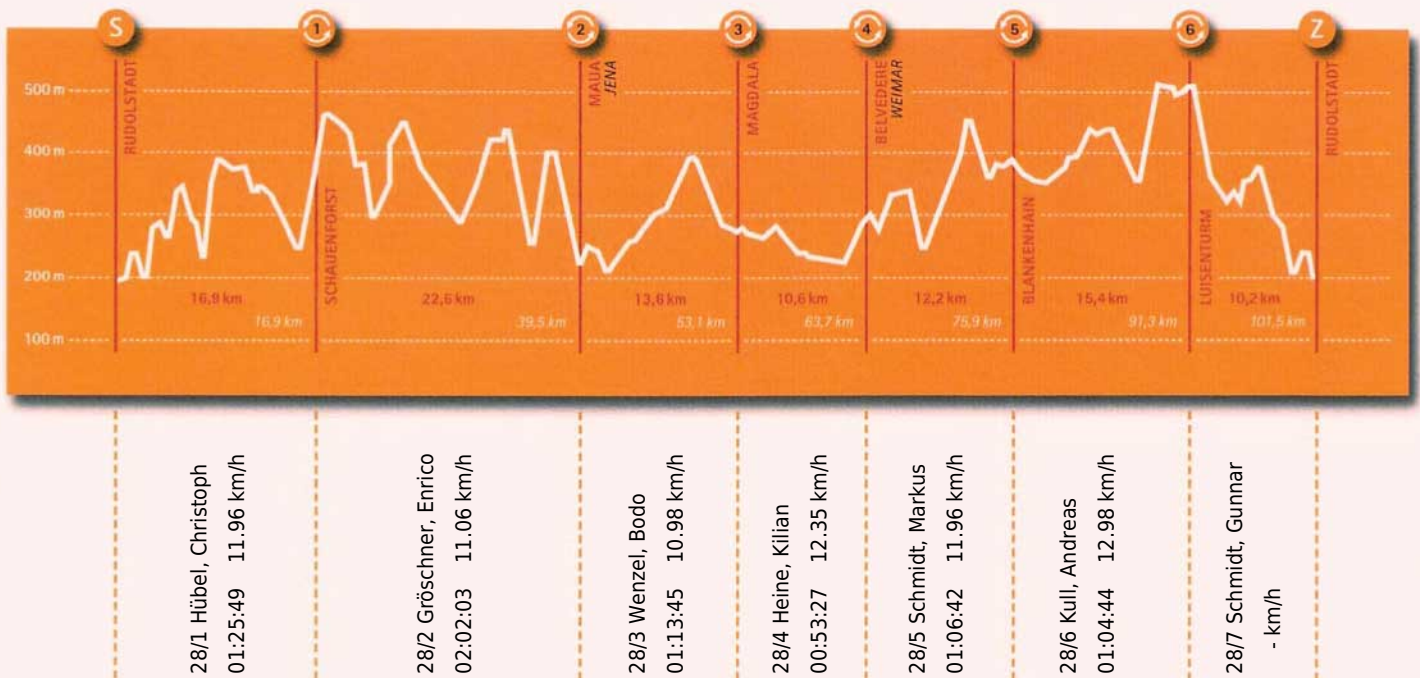 S
1
2
3
4
5
6
Z
500 m
400 m
300 m
200 m
100 m
RUDOLSTADT
SCHAUENFORST
MAUA
JENA
MAGDALA
BELVEDERE
WEIMAR
BLANKENHAIN
LUISENTURM
RUDOLSTADT
16,9 km
22,6 km
13,6 km
10,6 km
12,2 km
15,4 km
10,2 km
16,9 km
39,5 km
53,1 km
63,7 km
75,9 km
91,3 km
101,5 km
28/1 Hübel, Christoph
01:25:49 11.96 km/h
28/2 Gröschner, Enrico
02:02:03 11.06 km/h
28/3 Wenzel, Bodo
01:13:45 10.98 km/h
28/4 Heine, Kilian
00:53:27 12.35 km/h
28/5 Schmidt, Markus
01:06:42 11.96 km/h
28/6 Kull, Andreas
01:04:44 12.98 km/h
28/7 Schmidt, Gunnar
- km/h